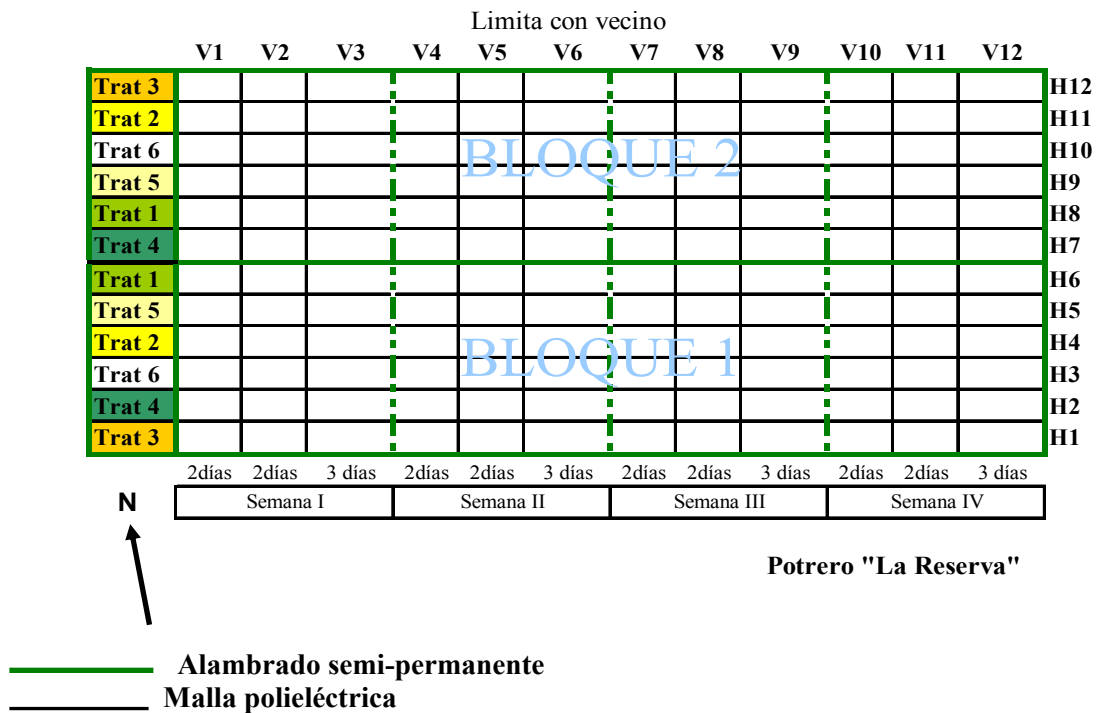 Limita con vecino
V1 V2 V3 V4 V5 V6 V7 V8 V9 V10 V11 V12
Trat 3 H12
Trat 2 H11
Trat 6 H10
BLOQUE 2
Trat 5 H9
Trat 1 H8
Trat 4 H7
Trat 1 H6
Trat 5 H5
Trat 2 H4
BLOQUE 1
Trat 6 H3
Trat 4 H2
Trat 3 H1
2días 2días 3 días 2días 2días 3 días 2días 2días 3 días 2días 2días 3 días
N Semana I Semana II Semana III Semana IV
Potrero "La Reserva"
Alambrado semi-permanente
Malla polieléctrica